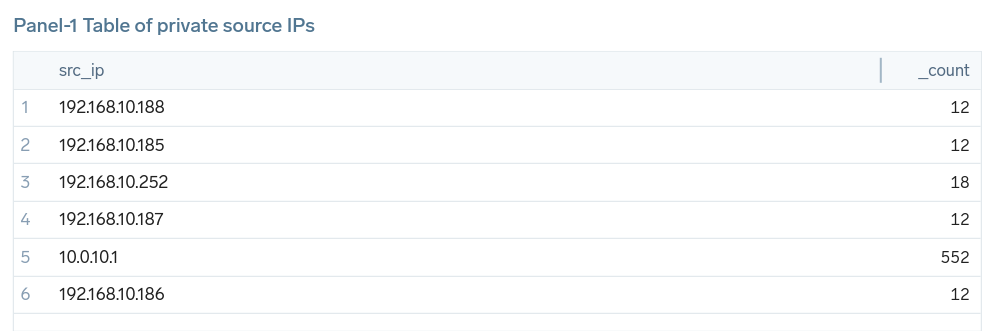 Panel-1 Table of private source IPs
src_ip _count
1 192.168.10.188 12
2 192.168.10.185 12
3 192.168.10.252 18
4 192.168.10.187 12
5 10.0.10.1 552
6 192.168.10.186 12